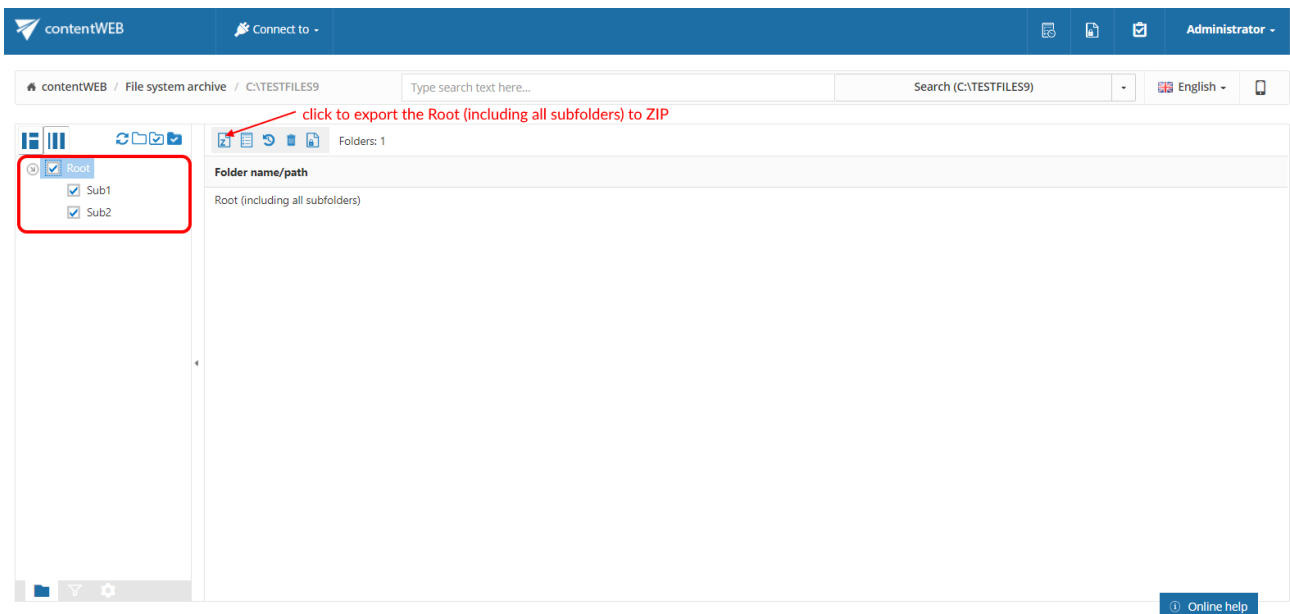 contentWEB Connect to Administrator
contentWEB / File system archive / C:\TESTFILES9 Type search text here... Search (C:\TESTFILES9) English
click to export the Root (including all subfolders) to ZIP
Folders: 1
Root
Folder name/path
Sub1
Root (including all subfolders)
Sub2
Online help